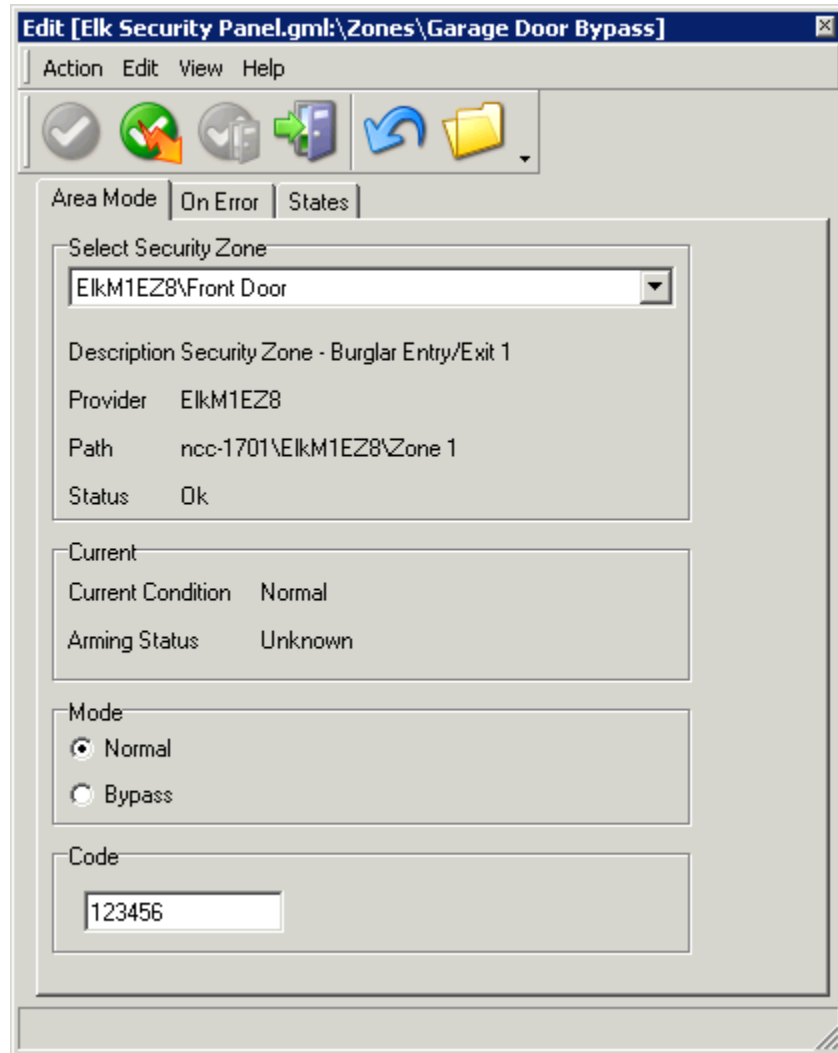 Edit [Elk Security Panel.gml:\Zones\Garage Door Bypass]
Action Edit View Help
Area Mode On Error States
Select Security Zone
ElkM1EZ8\Front Door
Description Security Zone - Burglar Entry/Exit 1
Provider ElkM1EZ8
Path ncc-1701\ElkM1EZ8\Zone 1
Status Ok
Current
Current Condition Normal
Arming Status Unknown
Mode
Normal
Bypass
Code
123456